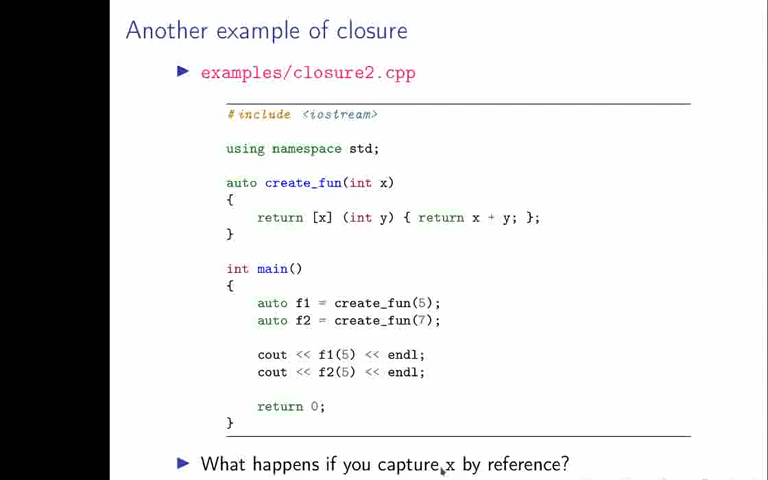 Another example of closure
examples/closure2.cpp
#include <iostream>
using namespace std;
auto create_fun(int x)
{
return [x] (int y) { return x + y; };
}
int main()
{
auto f1 = create_fun(5);
auto f2 = create_fun(7);
cout << f1(5) << endl;
cout << f2(5) << endl;
return 0;
}
What happens if you capture x by reference?